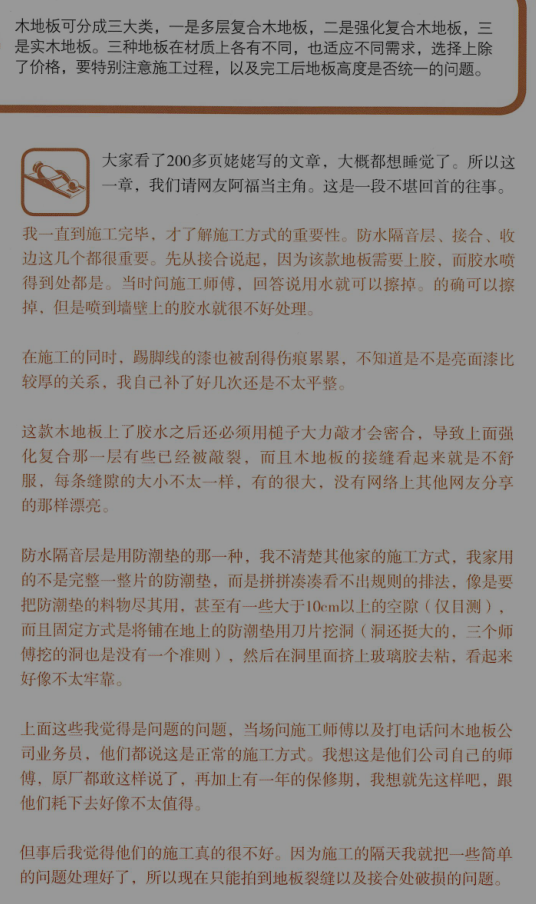 木地板可分成三大类，一是多层复合木地板，二是强化复合木地板，三
是实木地板。三种地板在材质上各有不同，也适应不同需求，选择上除
了价格，要特别注意施工过程，以及完工后地板高度是否统一的问题。
大家看了200多页姥姥写的文章，大概都想睡觉了。所以这
一章，我们请网友阿福当主角。这是一段不堪回首的往事。
我一直到施工完毕，才了解施工方式的重要性。防水隔音层、接合、收
边这几个都很重要。先从接合说起，因为该款地板需要上胶，而胶水喷
得到处都是。当时问施工师傅，回答说用水就可以擦掉。的确可以擦
掉，但是喷到墙壁上的胶水就很不好处理。
在施工的同时，踢脚线的漆也被刮得伤痕累累，不知道是不是亮面漆比
较厚的关系，我自己补了好几次还是不太平整。
这款木地板上了胶水之后还必须用槌子大力敲才会密合，导致上面强
化复合那一层有些已经被敲裂，而且木地板的接缝看起来就是不舒
服，每条缝隙的大小不太一样，有的很大，没有网络上其他网友分享
的那样漂亮。
防水隔音层是用防潮垫的那一种，我不清楚其他家的施工方式，我家用
的不是完整一整片的防潮垫，而是拼拼凑凑看不出规则的排法，像是要
把防潮垫的料物尽其用，甚至有一些大于10cm以上的空隙（仅目测），
而且固定方式是将铺在地上的防潮垫用刀片挖洞（洞还挺大的，三个师
傅挖的洞也是没有一个准则），然后在洞里面挤上玻璃胶去粘，看起来
好像不太牢靠。
上面这些我觉得是问题的问题，当场问施工师傅以及打电话问木地板公
司业务员，他们都说这是正常的施工方式。我想这是他们公司自己的师
傅，原厂都敢这样说了，再加上有一年的保修期，我想就先这样吧，跟
他们耗下去好像不太值得。
但事后我觉得他们的施工真的很不好。因为施工的隔天我就把一些简单
的问题处理好了，所以现在只能拍到地板裂缝以及接合处破损的问题。